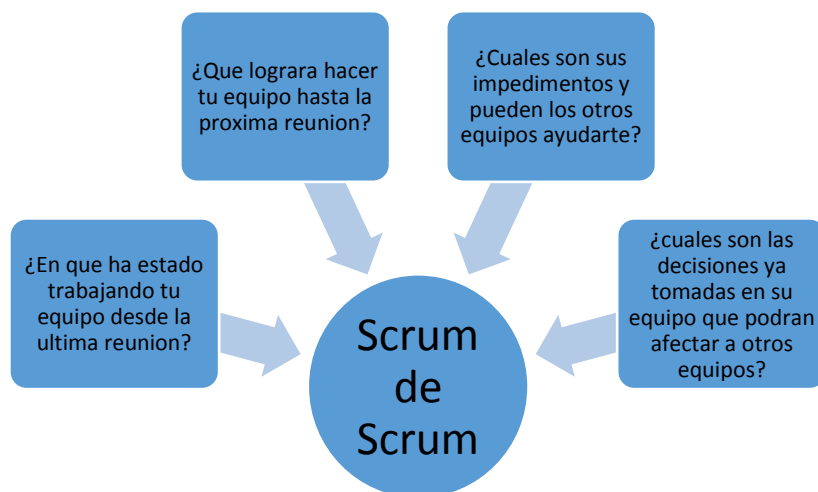 ¿Que lograra hacer
tu equipo hasta la
proxima reunion?
¿Cuales son sus
impedimentos y
pueden los otros
equipos ayudarte?
¿En que ha estado
trabajando tu
equipo desde la
ultima reunion?
¿cuales son las
decisiones ya
tomadas en su
equipo que podran
afectar a otros
equipos?
Scrum
de
Scrum